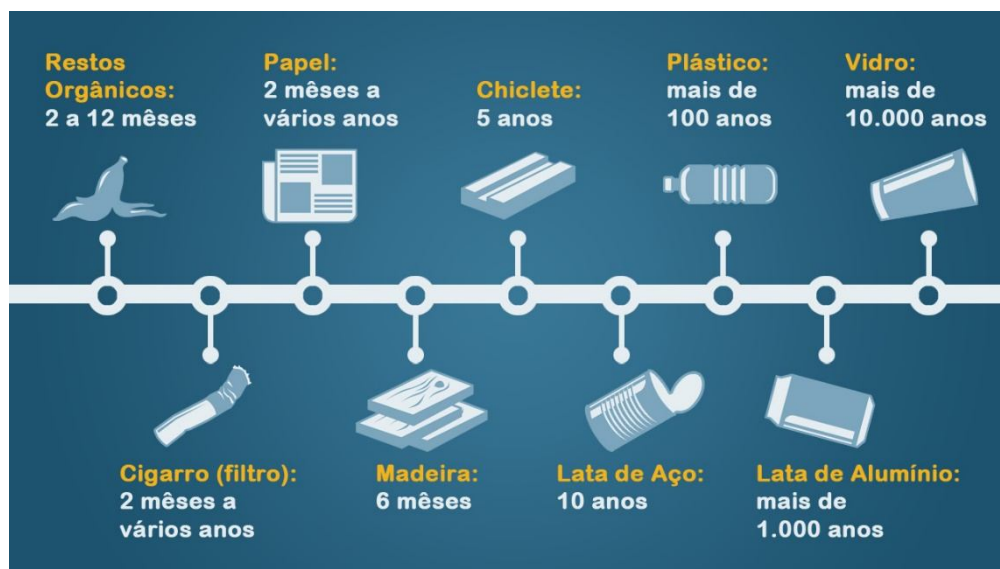 Restos
Orgânicos:
2 a 12 mêses
Papel:
2 mêses a
vários anos
Chiclete:
5 anos
Plástico:
mais de
100 anos
Vidro:
mais de
10.000 anos
Cigarro (filtro):
2 mêses a
vários anos
Madeira:
6 mêses
Lata de Aço:
10 anos
Lata de Alumínio:
mais de
1.000 anos